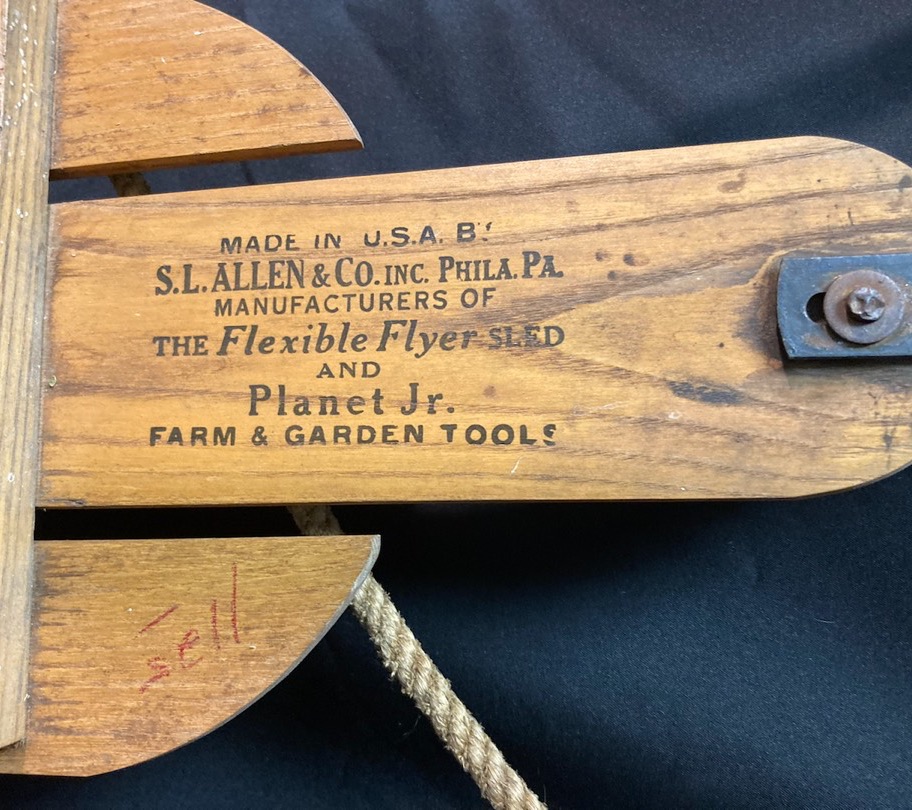 MADE IN U.S.A. BY
S.L. ALLEN & CO. INC. PHILA. PA.
MANUFACTURERS OF
THE Flexible Flyer SLED
AND
Planet Jr.
FARM & GARDEN TOOLS
sell